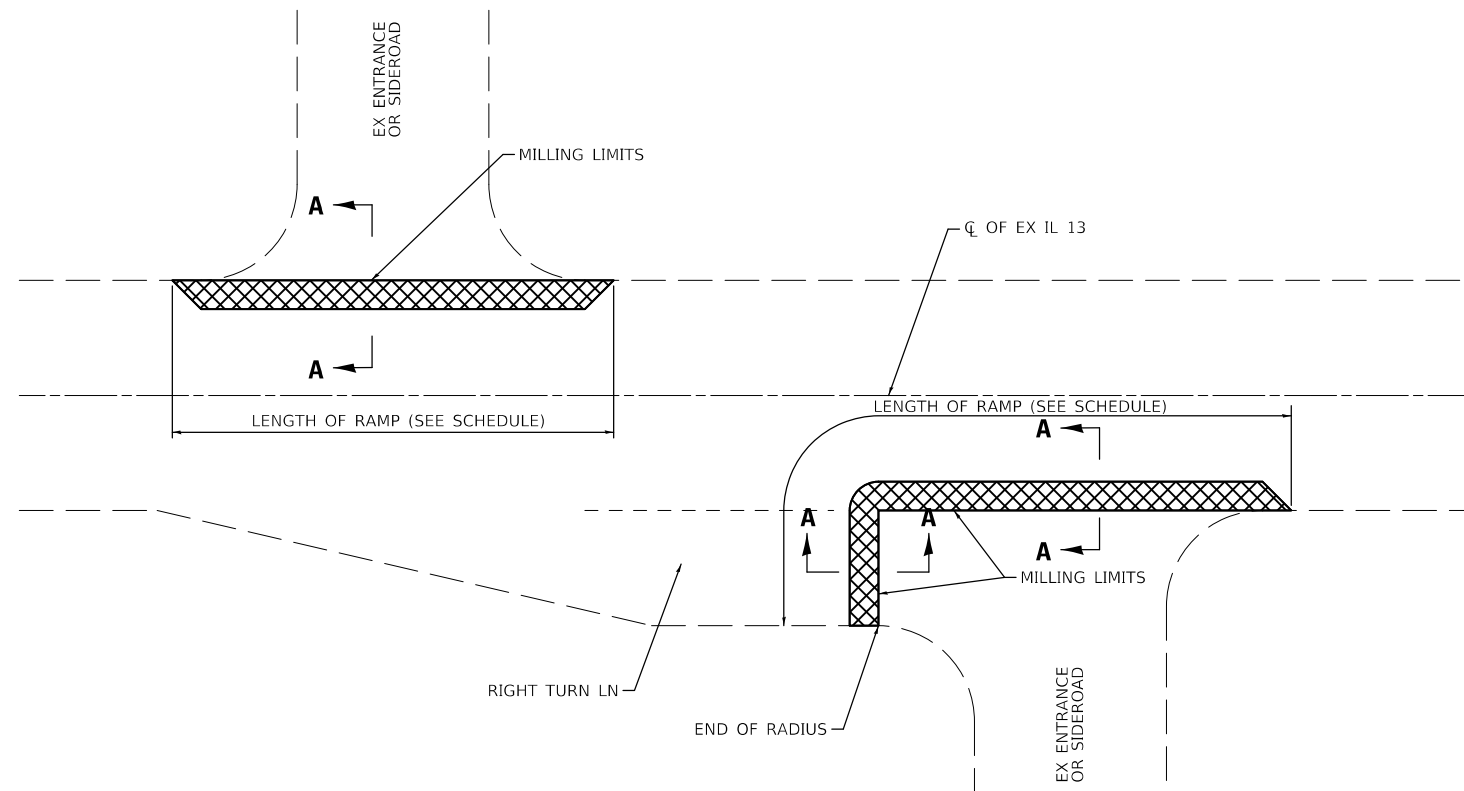 EX ENTRANCE
OR SIDEROAD
MILLING LIMITS
A
℄ OF EX IL 13
A
LENGTH OF RAMP (SEE SCHEDULE)
LENGTH OF RAMP (SEE SCHEDULE)
A
A
A
A
MILLING LIMITS
RIGHT TURN LN
END OF RADIUS
EX ENTRANCE
OR SIDEROAD